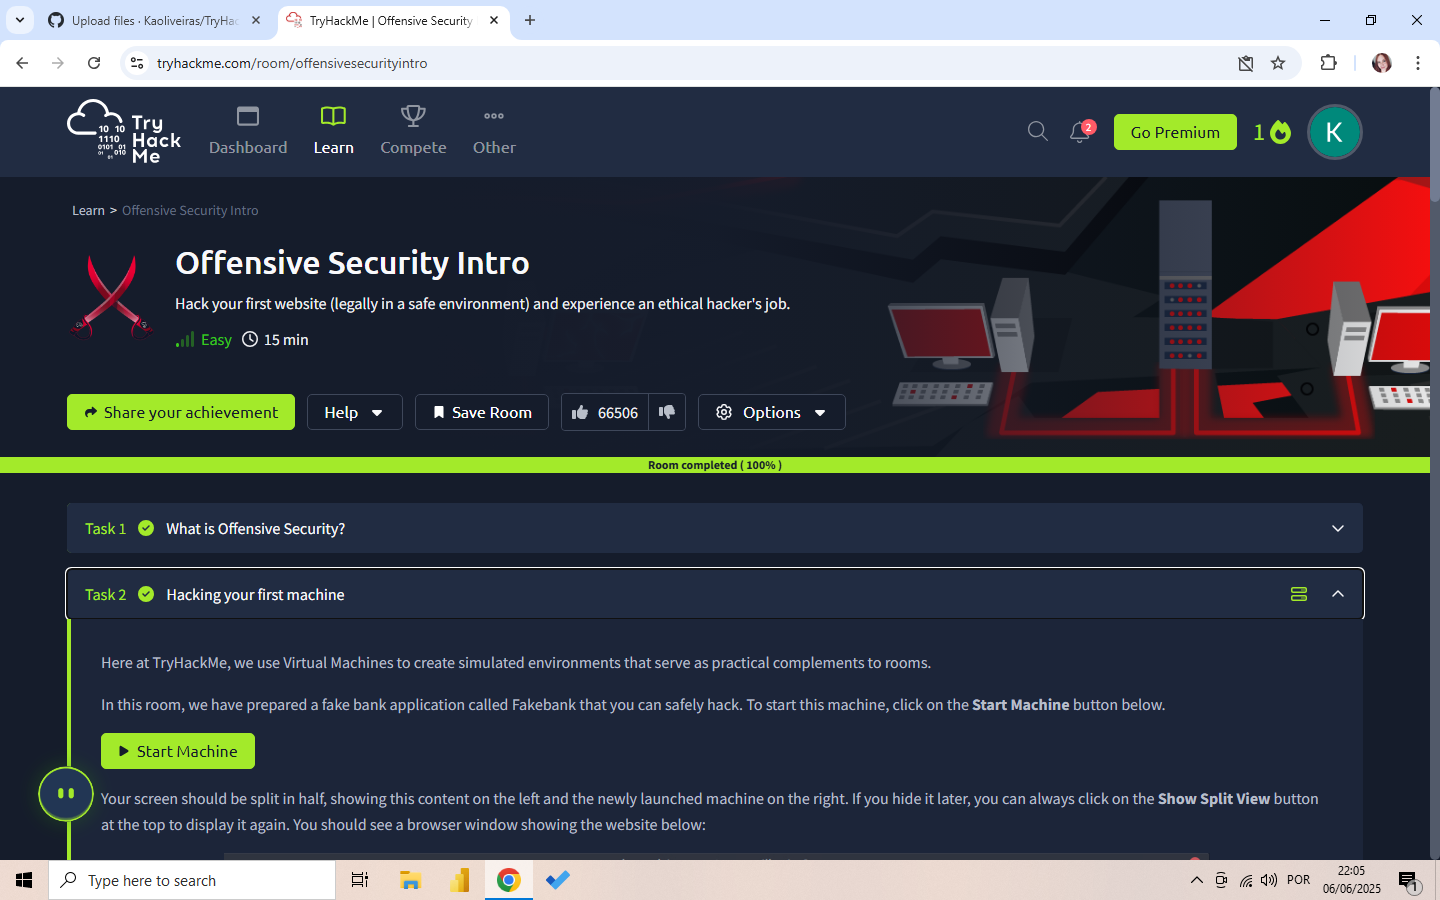 Upload files · Kaoliveiras/TryHac
TryHackMe | Offensive Security
tryhackme.com/room/offensivesecurityintro
10 10
1110
0101 01
010
01
Try
Hack
Me
Dashboard
Learn
Compete
Other
2
Go Premium
1
K
Learn > Offensive Security Intro
Offensive Security Intro
Hack your first website (legally in a safe environment) and experience an ethical hacker's job.
Easy 15 min
Share your achievement
Help
Save Room
66506
Options
Room completed ( 100% )
Task 1 What is Offensive Security?
Task 2 Hacking your first machine
Here at TryHackMe, we use Virtual Machines to create simulated environments that serve as practical complements to rooms.
In this room, we have prepared a fake bank application called Fakebank that you can safely hack. To start this machine, click on the Start Machine button below.
Start Machine
Your screen should be split in half, showing this content on the left and the newly launched machine on the right. If you hide it later, you can always click on the Show Split View button
at the top to display it again. You should see a browser window showing the website below:
Type here to search
POR
22:05
06/06/2025
1